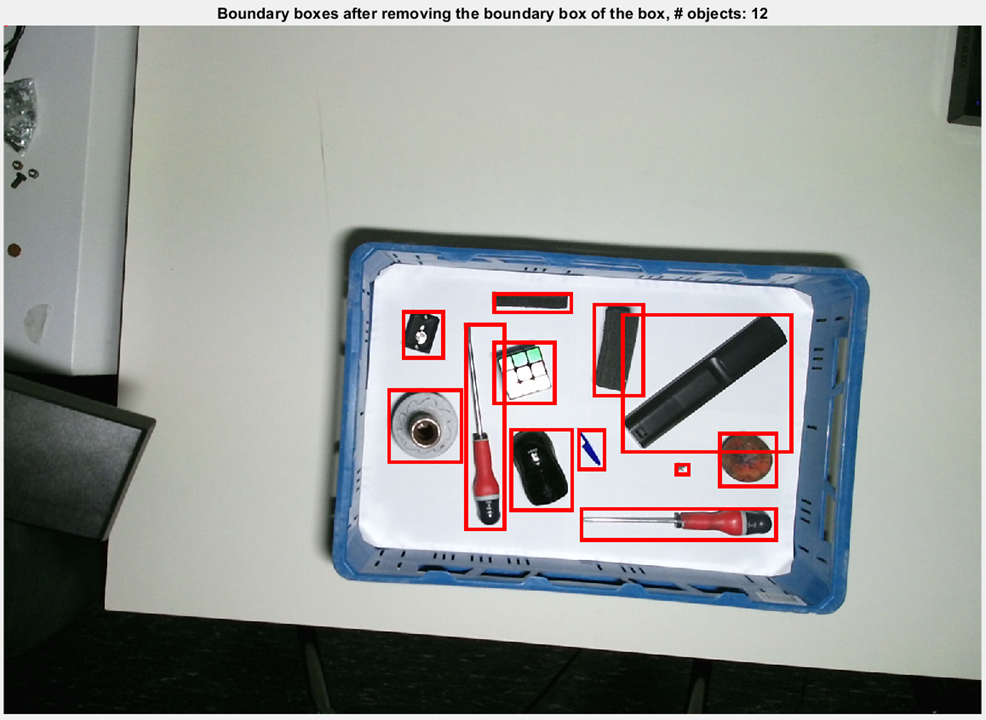 Boundary boxes after removing the boundary box of the box, # objects: 12